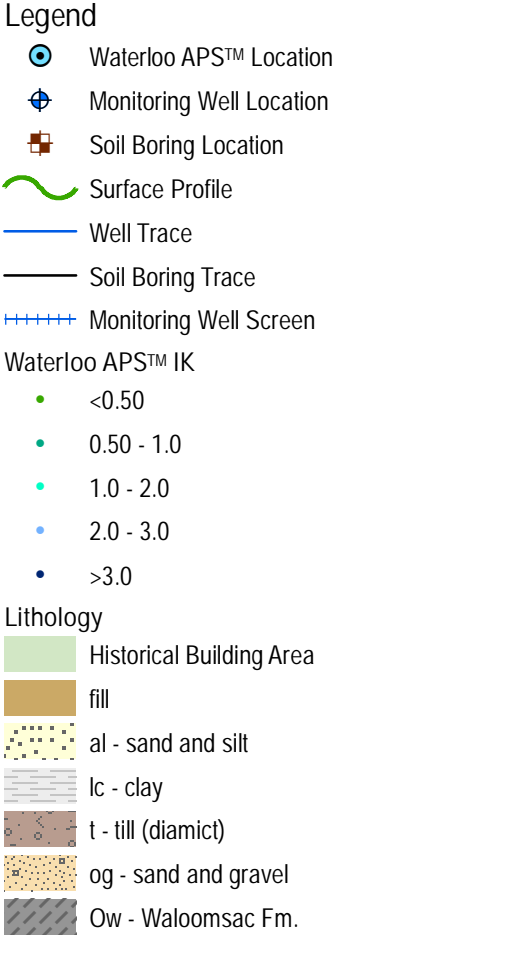 Legend
Waterloo APS™ Location
Monitoring Well Location
Soil Boring Location
Surface Profile
Well Trace
Soil Boring Trace
Monitoring Well Screen
Waterloo APS™ IK
<0.50
0.50 - 1.0
1.0 - 2.0
2.0 - 3.0
>3.0
Lithology
Historical Building Area
fill
al - sand and silt
lc - clay
t - till (diamict)
og - sand and gravel
Ow - Waloomsac Fm.